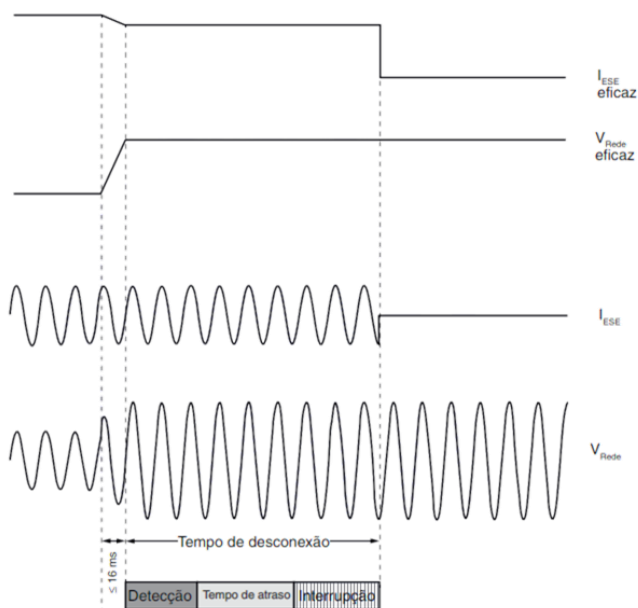 I_ESE
eficaz
V_Rede
eficaz
I_ESE
V_Rede
≤ 16 ms
Tempo de desconexão
Detecção
Tempo de atraso
Interrupção